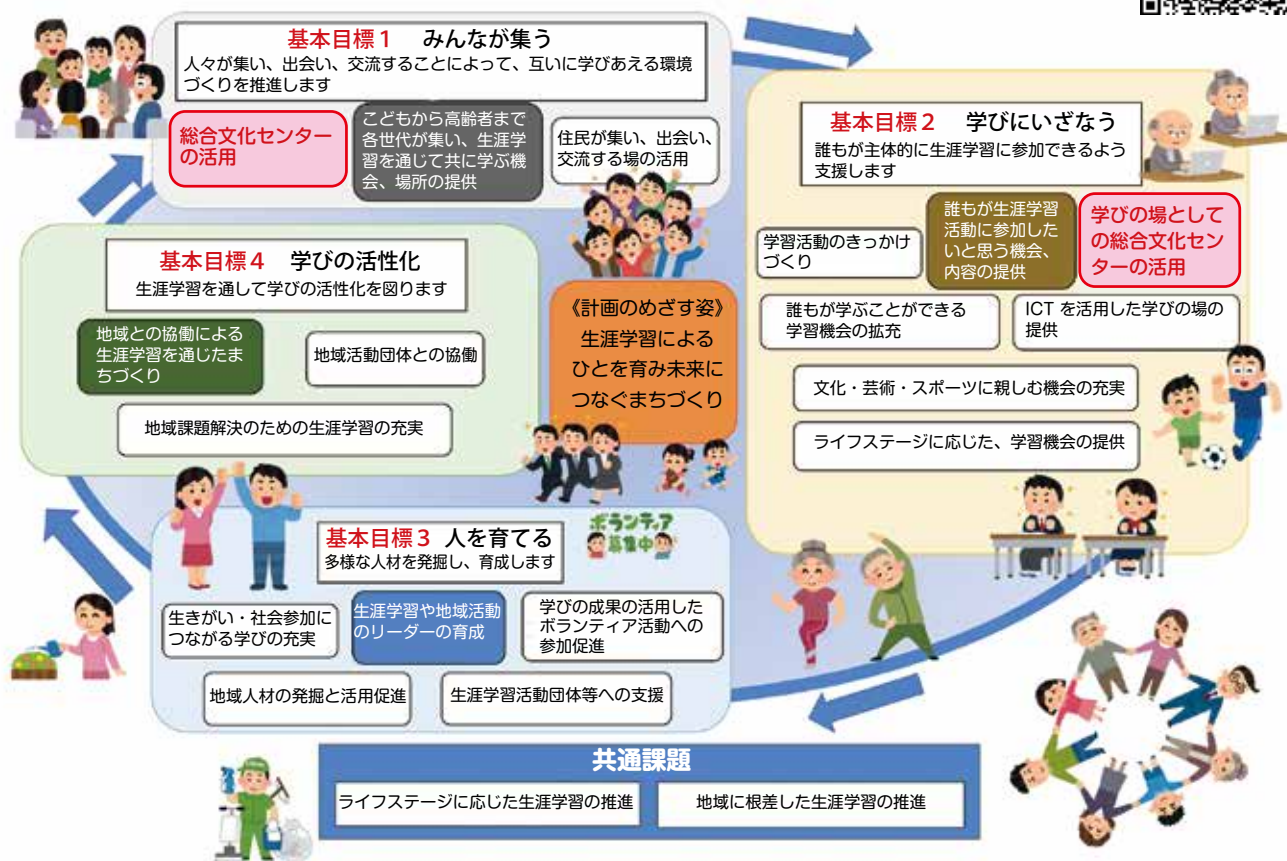 基本目標1 みんなが集う
人々が集い、出会い、交流することによって、互いに学びあえる環境
づくりを推進します
総合文化センター
の活用
こどもから高齢者まで
各世代が集い、生涯学
習を通じて共に学ぶ機
会、場所の提供
住民が集い、出会い、
交流する場の活用
基本目標2 学びにいざなう
誰もが主体的に生涯学習に参加できるよう
支援します
学習活動のきっかけ
づくり
誰もが生涯学習
活動に参加した
いと思う機会、
内容の提供
学びの場として
の総合文化セン
ターの活用
誰もが学ぶことができる
学習機会の拡充
ICT を活用した学びの場の
提供
文化・芸術・スポーツに親しむ機会の充実
ライフステージに応じた、学習機会の提供
基本目標4 学びの活性化
生涯学習を通して学びの活性化を図ります
地域との協働による
生涯学習を通じたま
ちづくり
地域活動団体との協働
地域課題解決のための生涯学習の充実
《計画のめざす姿》
生涯学習による
ひとを育み未来に
つなぐまちづくり
基本目標3 人を育てる
多様な人材を発掘し、育成します
ボランティア
募集中
生きがい・社会参加に
つながる学びの充実
生涯学習や地域活動
のリーダーの育成
学びの成果の活用した
ボランティア活動への
参加促進
地域人材の発掘と活用促進
生涯学習活動団体等への支援
共通課題
ライフステージに応じた生涯学習の推進
地域に根差した生涯学習の推進